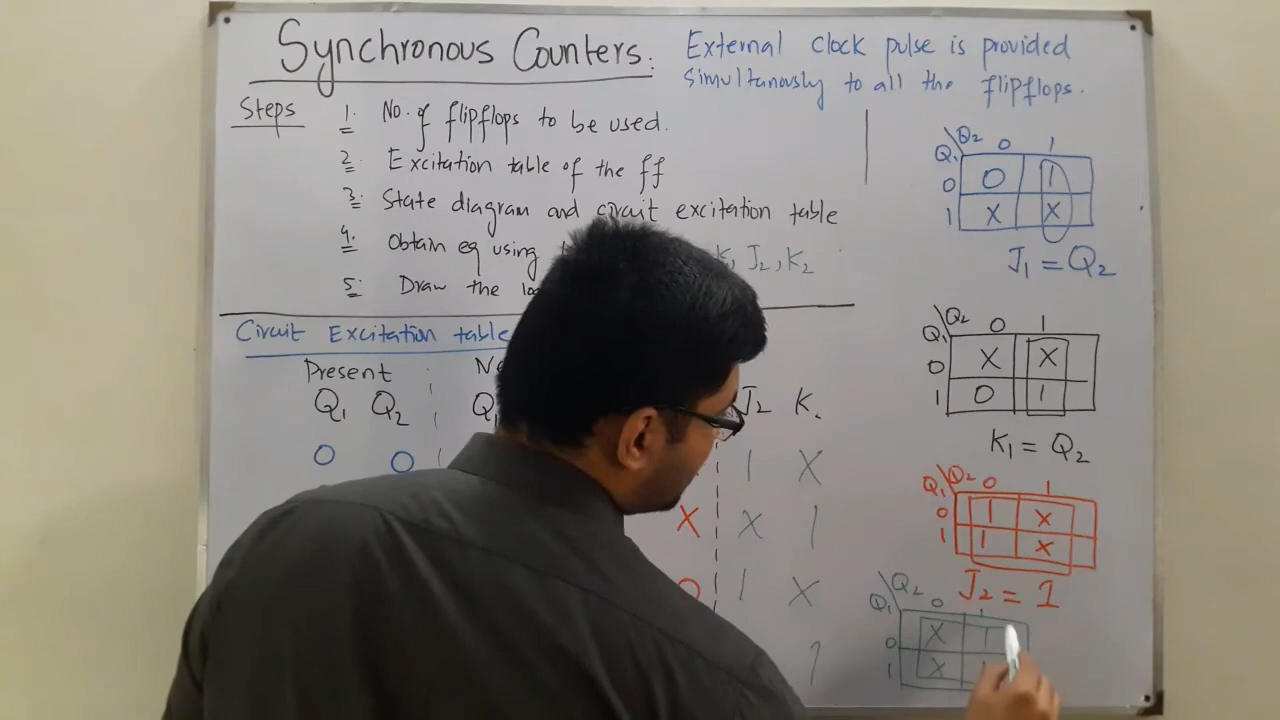 Synchronous Counters:
External clock pulse is provided
simultanously to all the flipflops.
Steps
1. No. of flipflops to be used.
2. Excitation table of the ff
3. State diagram and circuit excitation table
4. Obtain eq using
J2, K2
5. Draw the
Circuit Excitation table
Present
Q1 Q2
J2 K
0 0
1 X
X X 1
0 1 X
1
Q2
Q1 0 1
0 0 1
1 X X
J1 = Q2
Q2
Q1 0 1
0 X X
1 0 1
K1 = Q2
Q2
Q1 0 1
0 1 X
1 1 X
J2 = 1
Q2
Q1 0 1
0 X 1
1 X 1